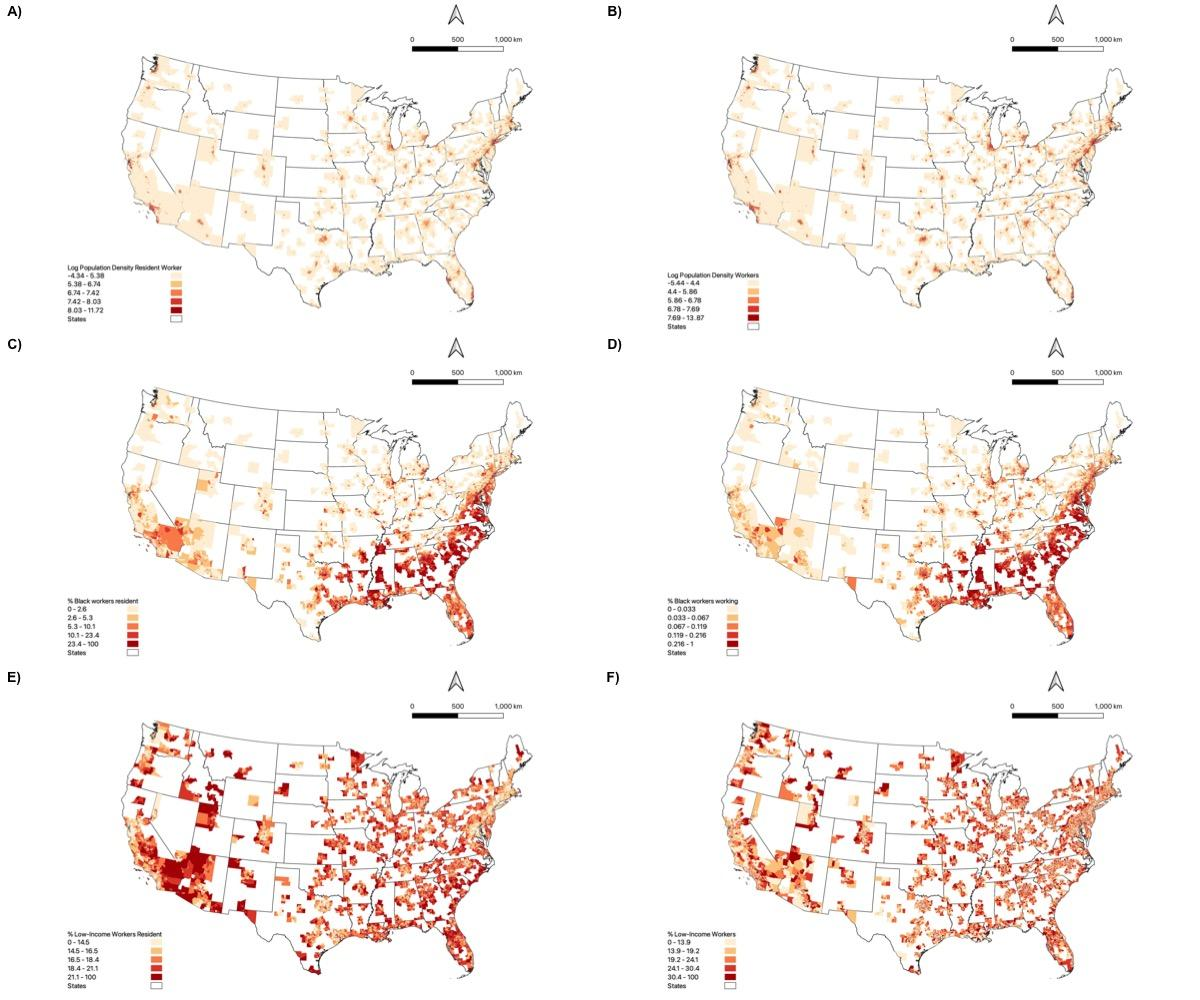 A)
0 500 1,000 km
Log Population Density Resident Worker
-4.34 - 5.38
5.38 - 6.74
6.74 - 7.42
7.42 - 8.03
8.03 - 11.72
States
B)
0 500 1,000 km
Log Population Density Workers
-5.44 - 4.4
4.4 - 5.86
5.86 - 6.78
6.78 - 7.69
7.69 - 13.87
States
C)
0 500 1,000 km
% Black workers resident
0 - 2.6
2.6 - 5.3
5.3 - 10.1
10.1 - 23.4
23.4 - 100
States
D)
0 500 1,000 km
% Black workers working
0 - 0.033
0.033 - 0.067
0.067 - 0.119
0.119 - 0.216
0.216 - 1
States
E)
0 500 1,000 km
% Low-Income Workers Resident
0 - 14.5
14.5 - 16.5
16.5 - 18.4
18.4 - 21.1
21.1 - 100
States
F)
0 500 1,000 km
% Low-Income Workers
0 - 13.9
13.9 - 19.2
19.2 - 24.1
24.1 - 30.4
30.4 - 100
States